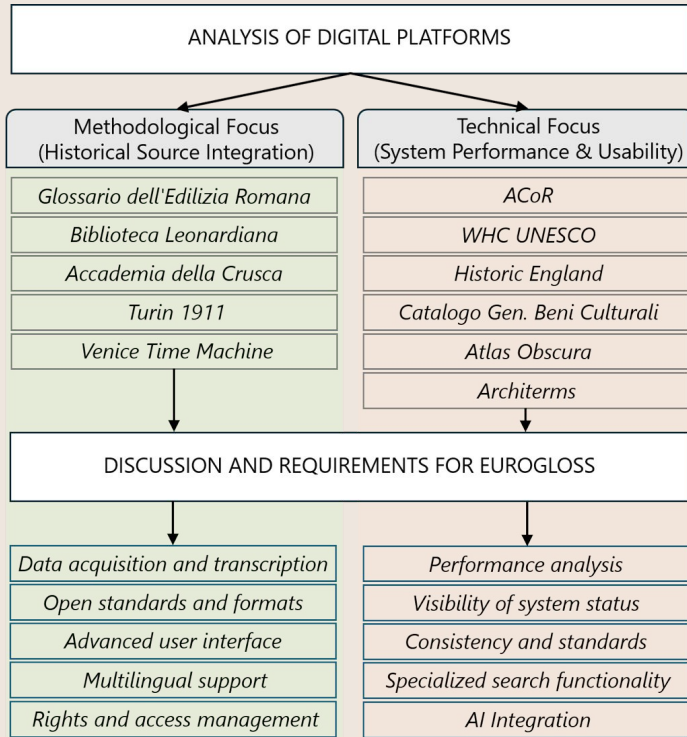 ANALYSIS OF DIGITAL PLATFORMS
Methodological Focus
(Historical Source Integration)
Glossario dell'Edilizia Romana
Biblioteca Leonardiana
Accademia della Crusca
Turin 1911
Venice Time Machine
Technical Focus
(System Performance & Usability)
ACoR
WHC UNESCO
Historic England
Catalogo Gen. Beni Culturali
Atlas Obscura
Architerms
DISCUSSION AND REQUIREMENTS FOR EUROGLOSS
Data acquisition and transcription
Open standards and formats
Advanced user interface
Multilingual support
Rights and access management
Performance analysis
Visibility of system status
Consistency and standards
Specialized search functionality
AI Integration